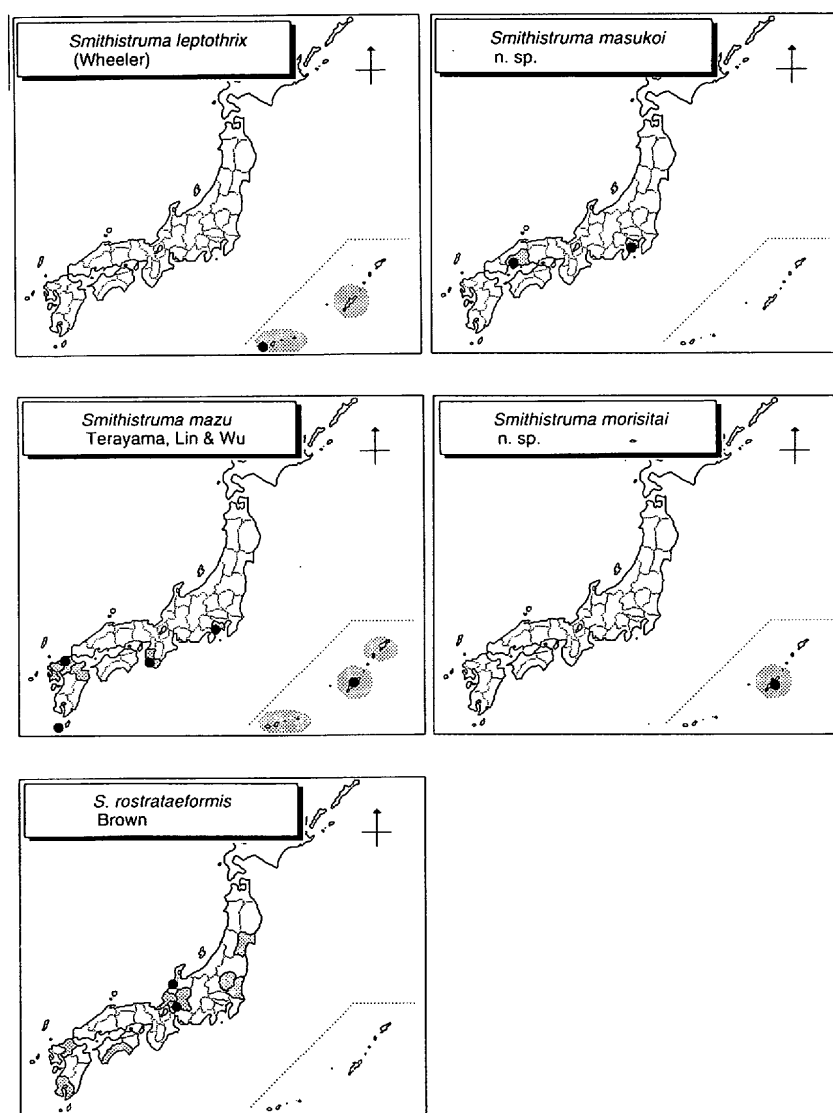 Smithistruma leptothrix
(Wheeler)
Smithistruma masukoi
n. sp.
Smithistruma mazu
Terayama, Lin & Wu
Smithistruma morisitai
n. sp.
S. rostrataeformis
Brown